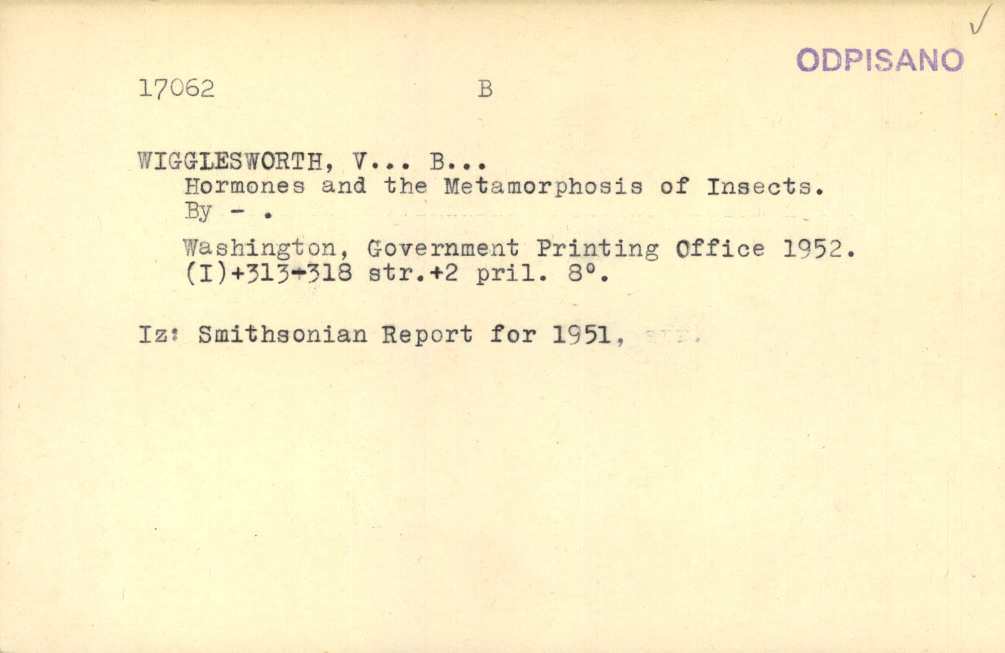 ODPISANO
17062 B
WIGGLESWORTH, V... B...
Hormones and the Metamorphosis of Insects.
By - .
Washington, Government Printing Office 1952.
(I)+313-318 str.+2 pril. 8°.
Iz: Smithsonian Report for 1951,